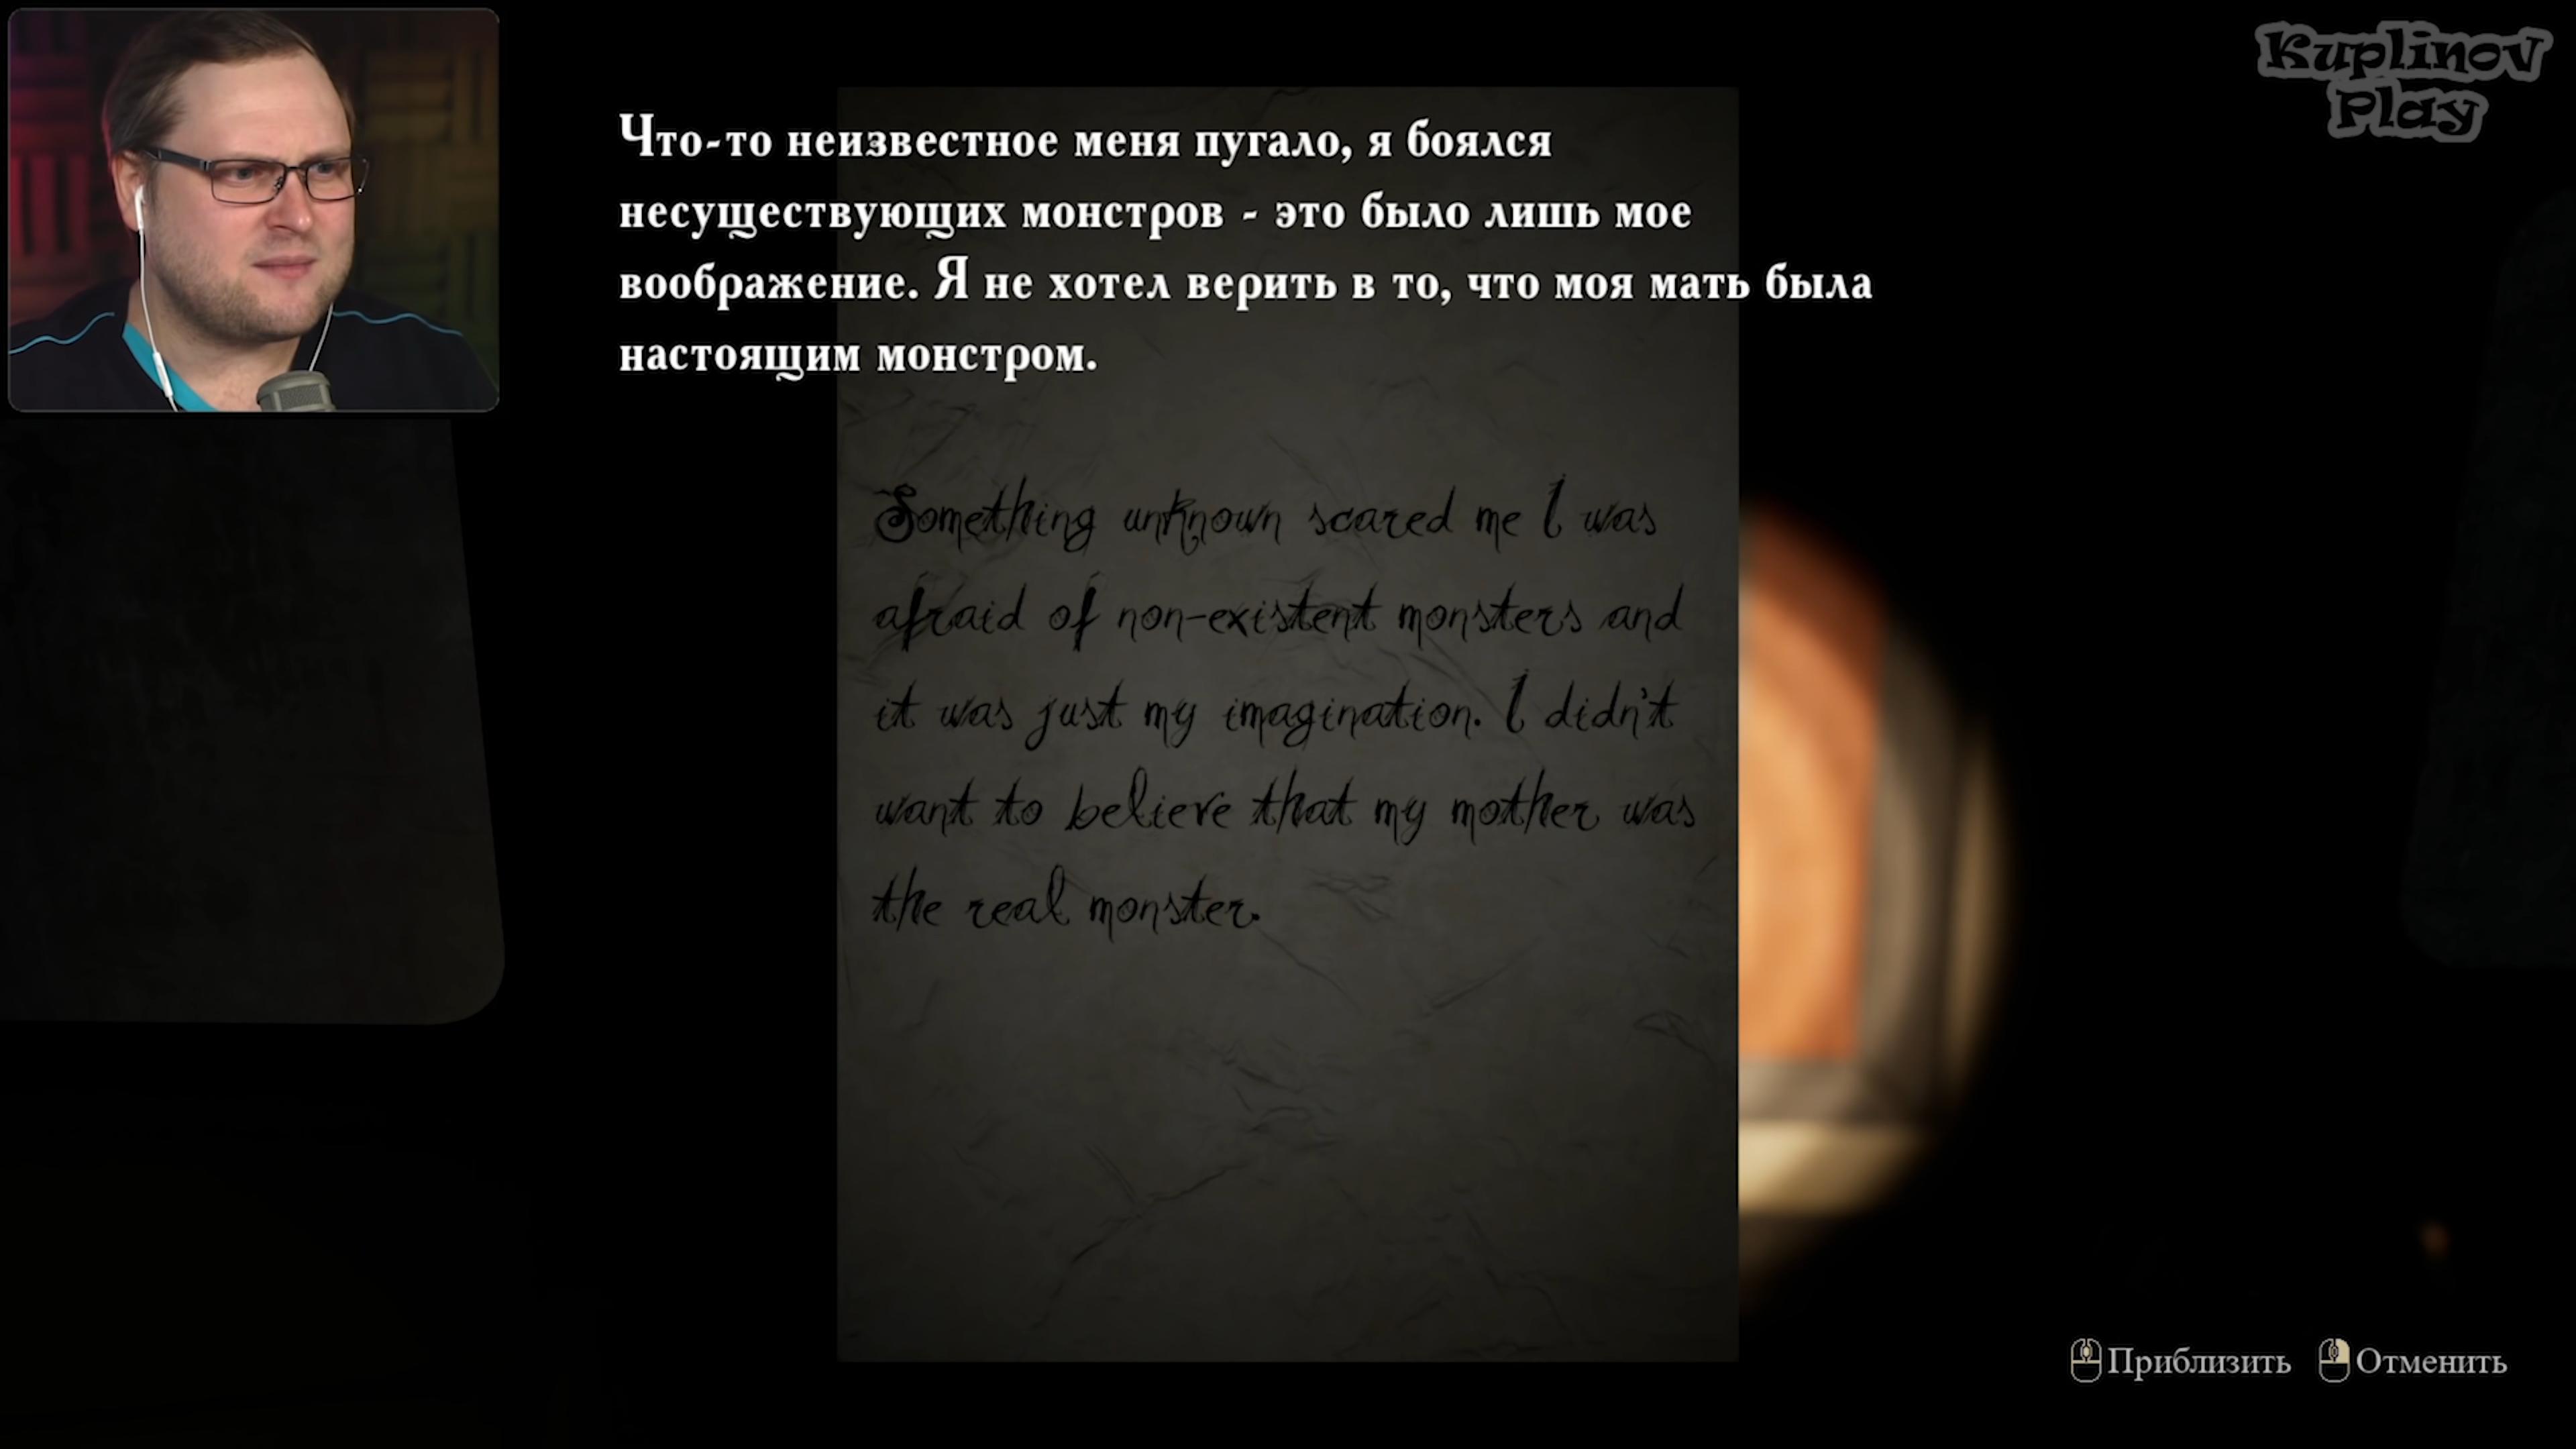 Kuplinov
Play
Что-то неизвестное меня пугало, я боялся
несуществующих монстров - это было лишь мое
воображение. Я не хотел верить в то, что моя мать была
настоящим монстром.
Something unknown scared me I was
afraid of non-existent monsters and
it was just my imagination. I didn't
want to believe that my mother was
the real monster.
Приблизить Отменить